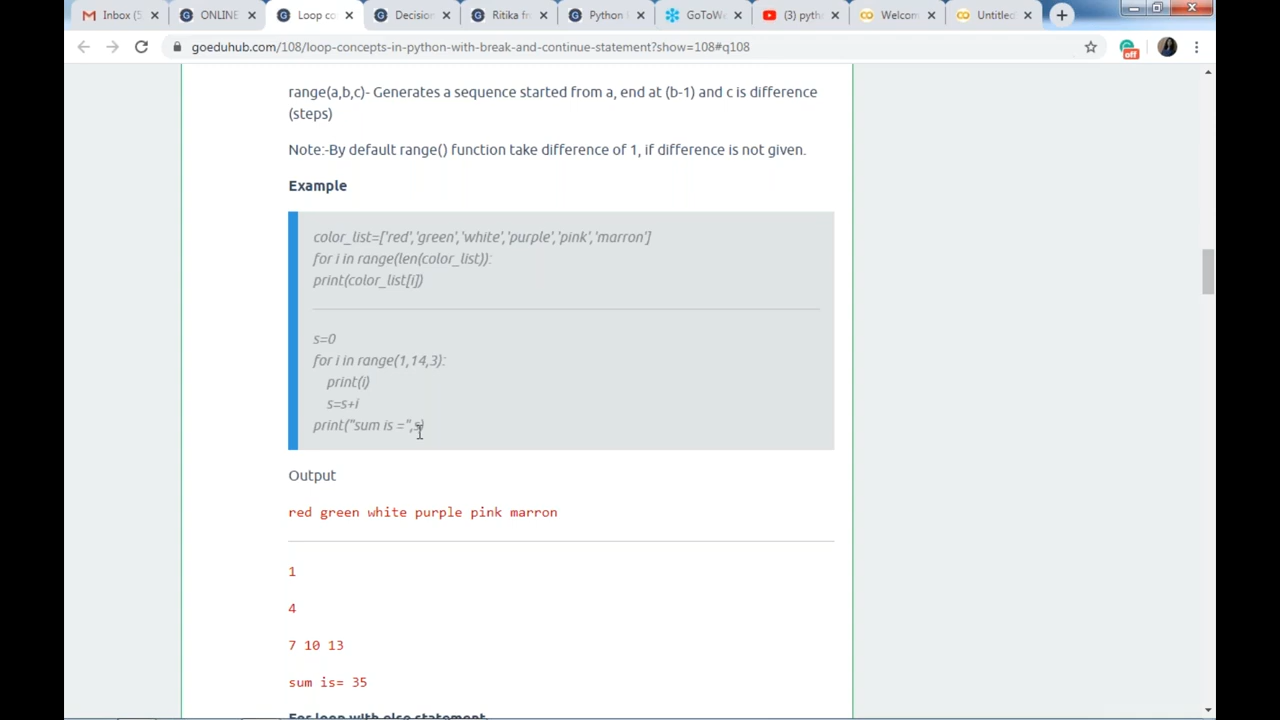 Inbox (5
ONLINE
Loop co
Decision
Ritika fr
Python l
GoToWe
(3) pyth
Welcom
Untitled
goeduhub.com/108/loop-concepts-in-python-with-break-and-continue-statement?show=108#q108
off
range(a,b,c)- Generates a sequence started from a, end at (b-1) and c is difference
(steps)
Note:-By default range() function take difference of 1, if difference is not given.
Example
color_list=['red','green','white','purple','pink','marron']
for i in range(len(color_list)):
print(color_list[i])
s=0
for i in range(1,14,3):
print(i)
s=s+i
print("sum is =",s)
Output
red green white purple pink marron
1
4
7 10 13
sum is= 35
For loop with else statement